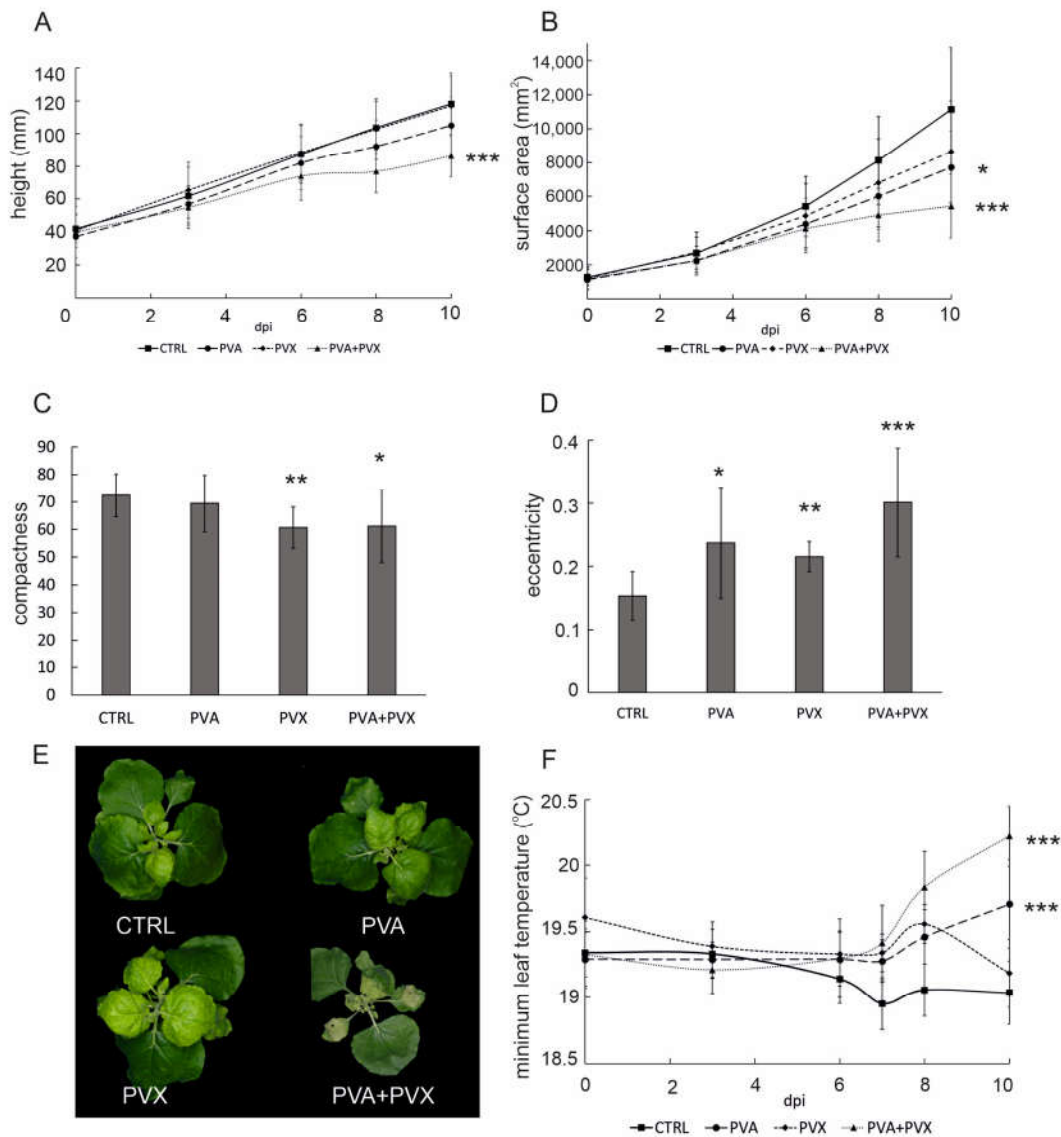 A
height (mm)
140
120
100
80
60
40
20
0 2 4 6 8 10
dpi
***
CTRL PVA PVX PVA+PVX
B
surface area (mm²)
14,000
12,000
10,000
8000
6000
4000
2000
0 2 4 6 8 10
dpi
*
***
CTRL PVA PVX PVA+PVX
C
compactness
90
80
70
60
50
40
30
20
10
0
** *
CTRL PVA PVX PVA+PVX
D
eccentricity
0.4
0.3
0.2
0.1
0
* ** ***
CTRL PVA PVX PVA+PVX
E
CTRL PVA
PVX PVA+PVX
F
minimum leaf temperature (°C)
20.5
20
19.5
19
18.5
0 2 4 6 8 10
dpi
***
***
CTRL PVA PVX PVA+PVX